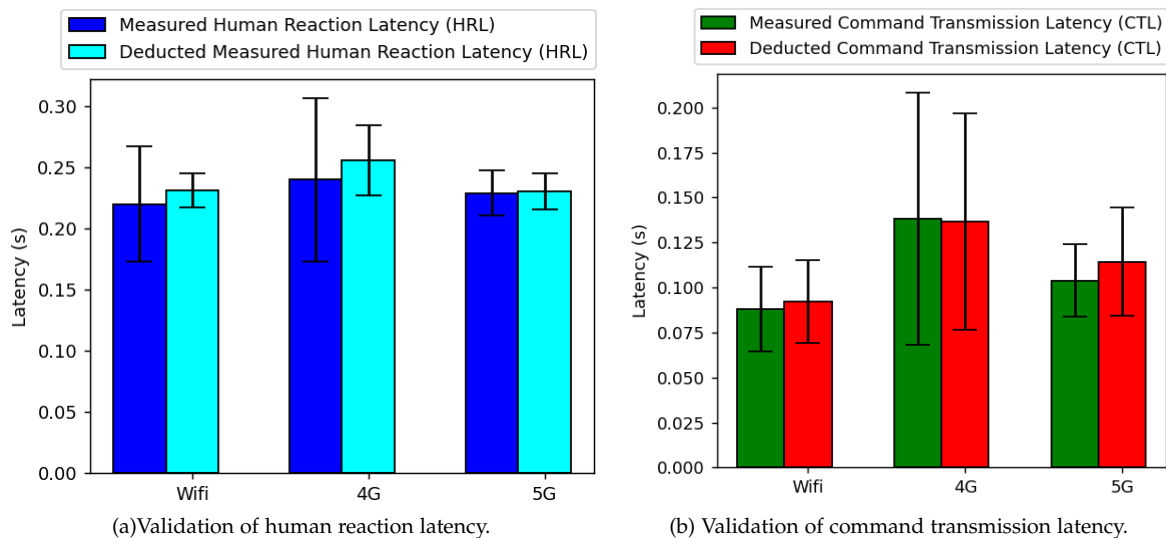 Measured Human Reaction Latency (HRL)
Deducted Measured Human Reaction Latency (HRL)
0.30
0.25
0.20
0.15
0.10
0.05
0.00
Latency (s)
Wifi 4G 5G
(a)Validation of human reaction latency.
Measured Command Transmission Latency (CTL)
Deducted Command Transmission Latency (CTL)
0.200
0.175
0.150
0.125
0.100
0.075
0.050
0.025
0.000
Latency (s)
Wifi 4G 5G
(b) Validation of command transmission latency.